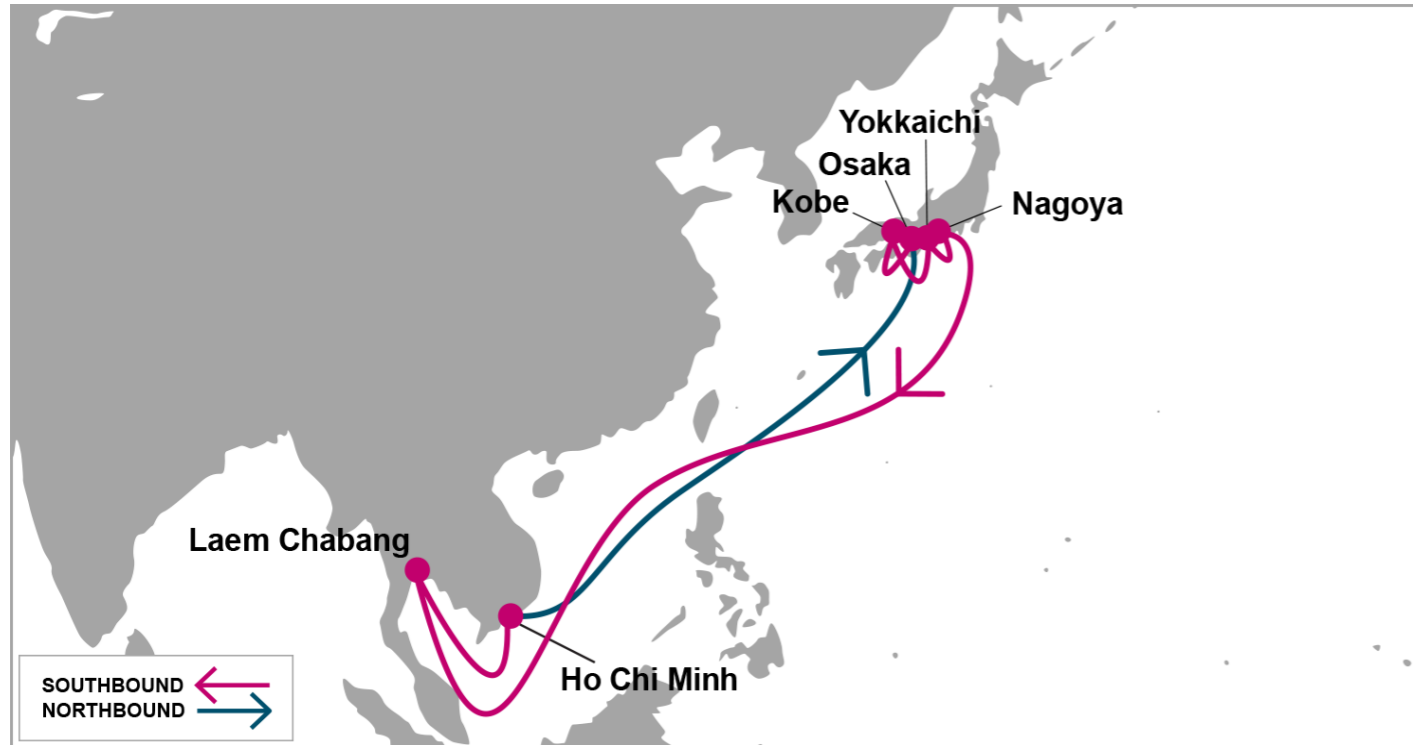 Yokkaichi
Osaka
Kobe
Nagoya
Laem Chabang
Ho Chi Minh
SOUTHBOUND
NORTHBOUND